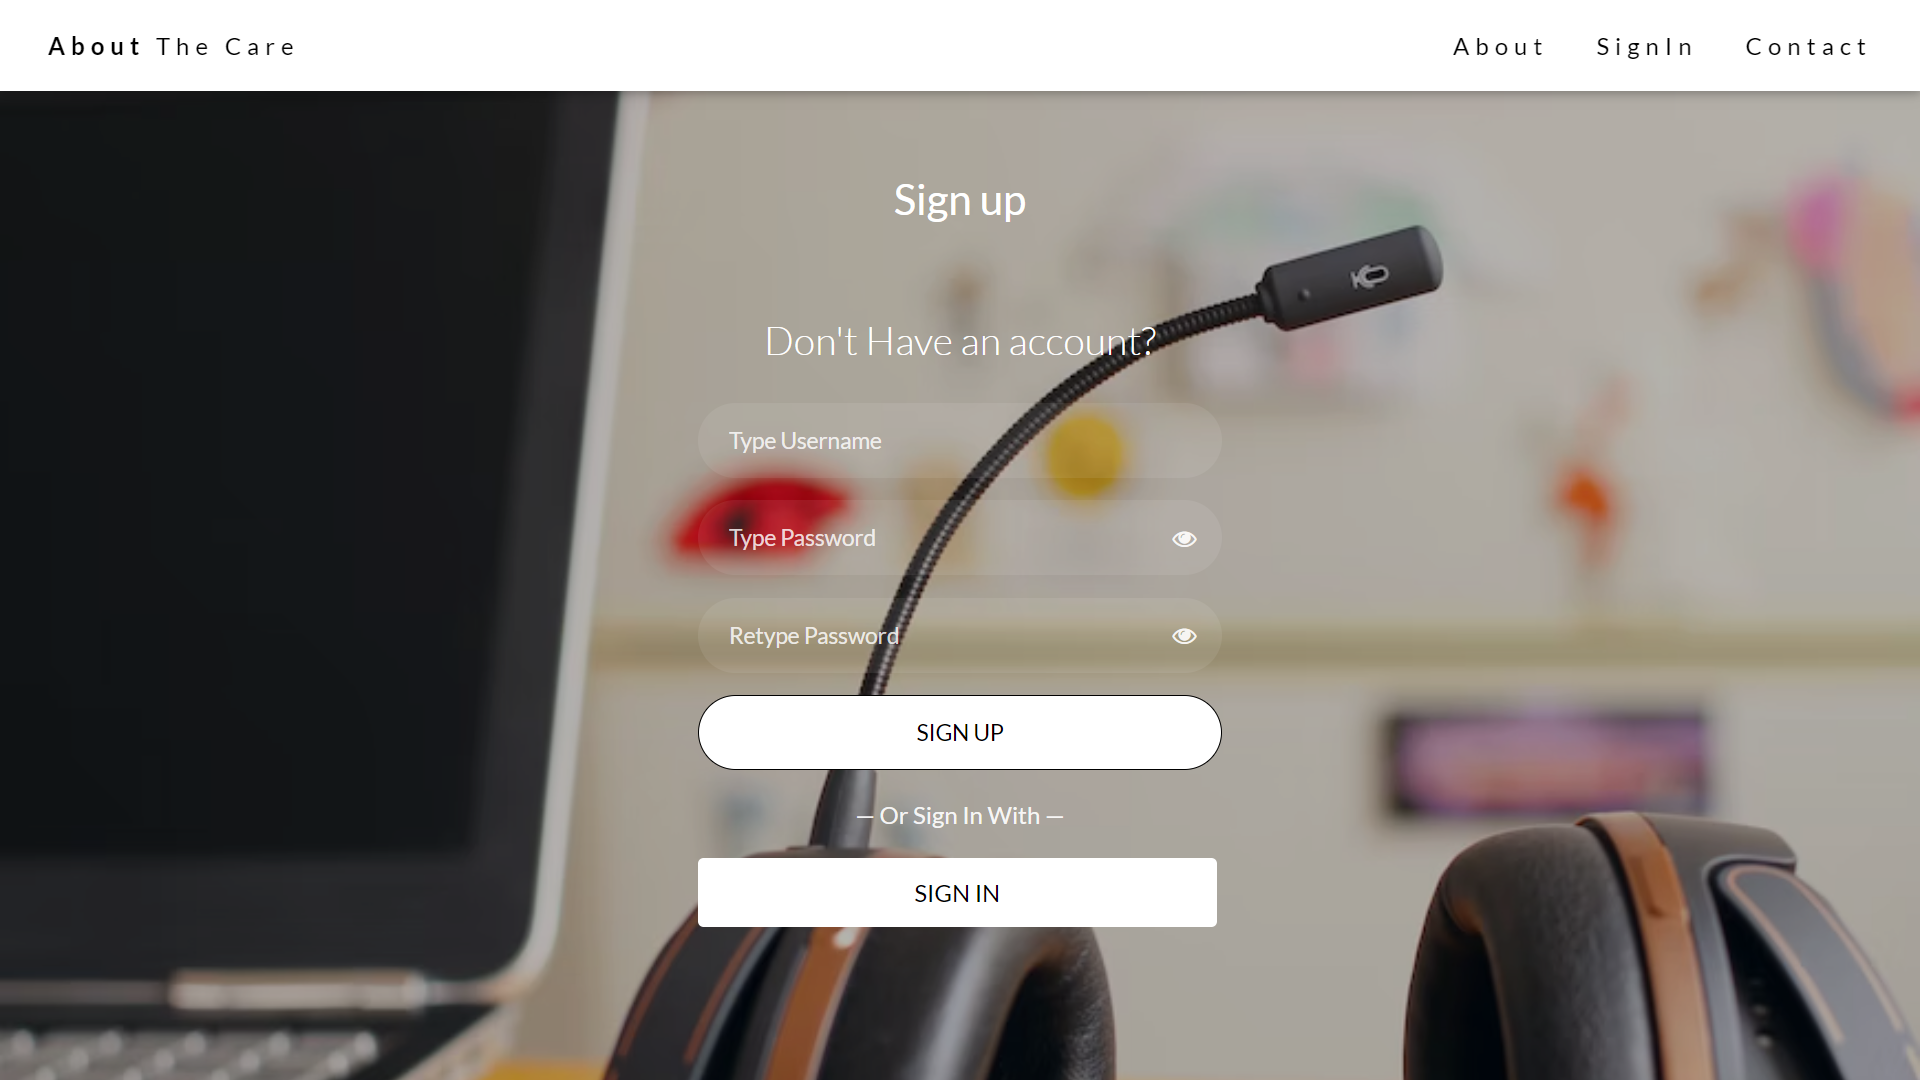 About The Care
About SignIn Contact
Sign up
Don't Have an account?
Type Username
Type Password
Retype Password
SIGN UP
— Or Sign In With —
SIGN IN